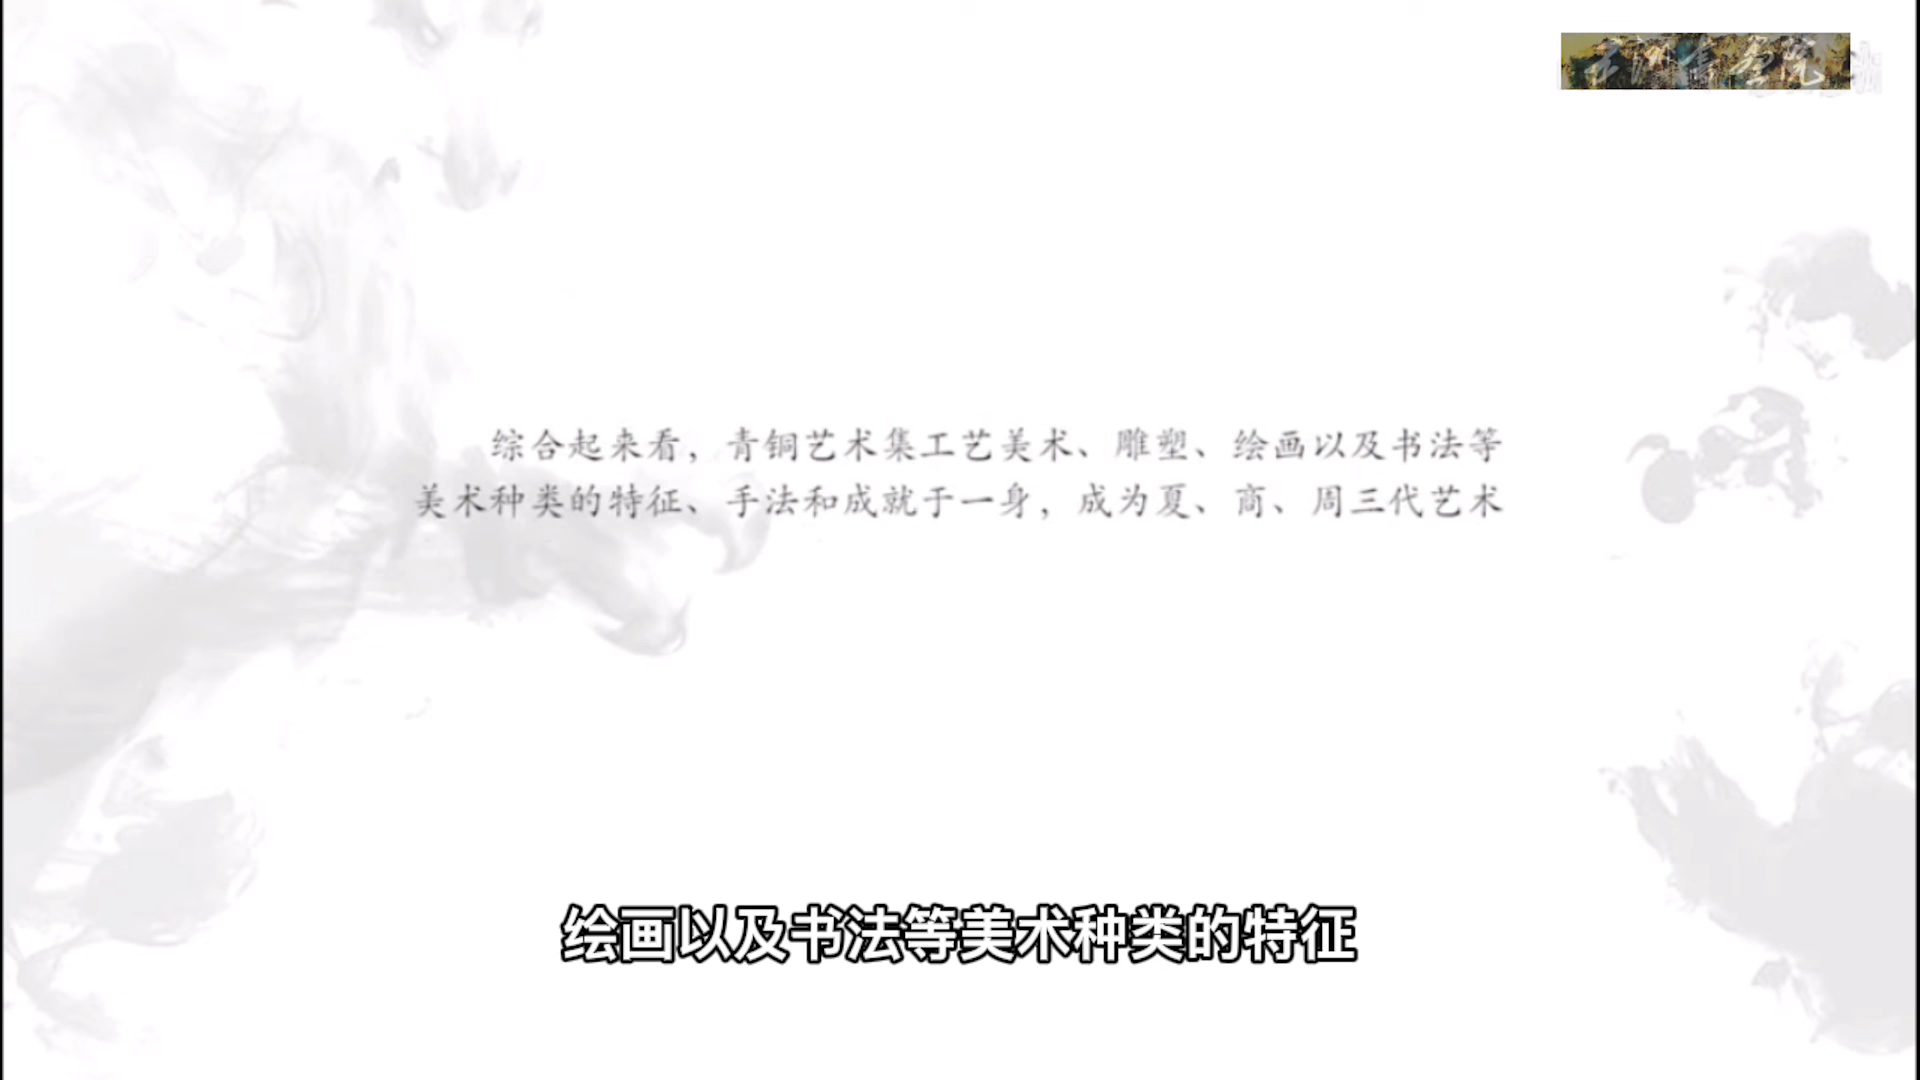 综合起来看，青铜艺术集工艺美术、雕塑、绘画以及书法等
美术种类的特征、手法和成就于一身，成为夏、商、周三代艺术
绘画以及书法等美术种类的特征